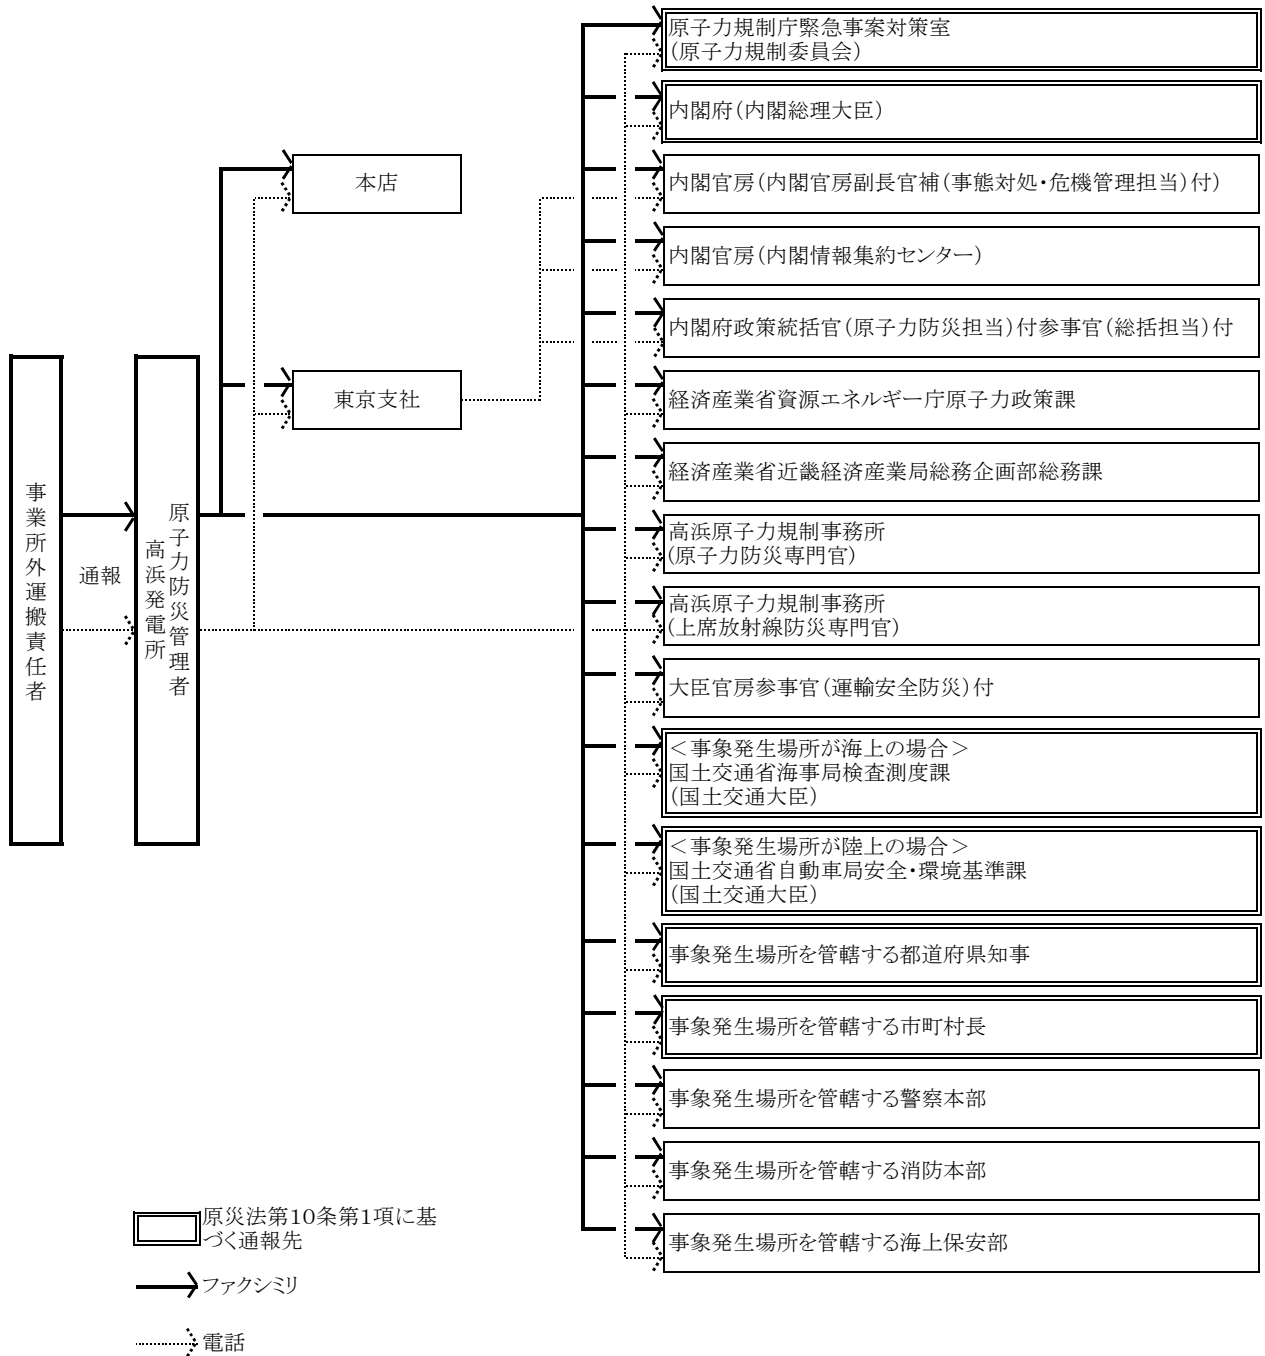 事業所外運搬責任者
通報
原子力防災管理者
高浜発電所
本店
東京支社
原子力規制庁緊急事案対策室
（原子力規制委員会）
内閣府（内閣総理大臣）
内閣官房（内閣官房副長官補（事態対処・危機管理担当）付）
内閣官房（内閣情報集約センター）
内閣府政策統括官（原子力防災担当）付参事官（総括担当）付
経済産業省資源エネルギー庁原子力政策課
経済産業省近畿経済産業局総務企画部総務課
高浜原子力規制事務所
（原子力防災専門官）
高浜原子力規制事務所
（上席放射線防災専門官）
大臣官房参事官（運輸安全防災）付
＜事象発生場所が海上の場合＞
国土交通省海事局検査測度課
（国土交通大臣）
＜事象発生場所が陸上の場合＞
国土交通省自動車局安全・環境基準課
（国土交通大臣）
事象発生場所を管轄する都道府県知事
事象発生場所を管轄する市町村長
事象発生場所を管轄する警察本部
事象発生場所を管轄する消防本部
事象発生場所を管轄する海上保安部
原災法第10条第1項に基
づく通報先
ファクシミリ
電話